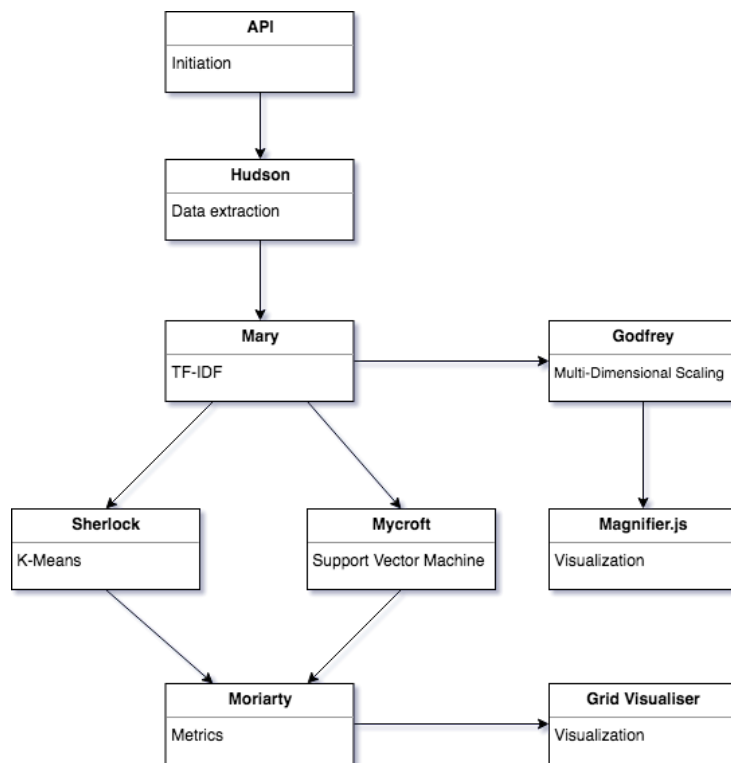 API
Initiation
Hudson
Data extraction
Mary
TF-IDF
Godfrey
Multi-Dimensional Scaling
Sherlock
K-Means
Mycroft
Support Vector Machine
Magnifier.js
Visualization
Moriarty
Metrics
Grid Visualiser
Visualization